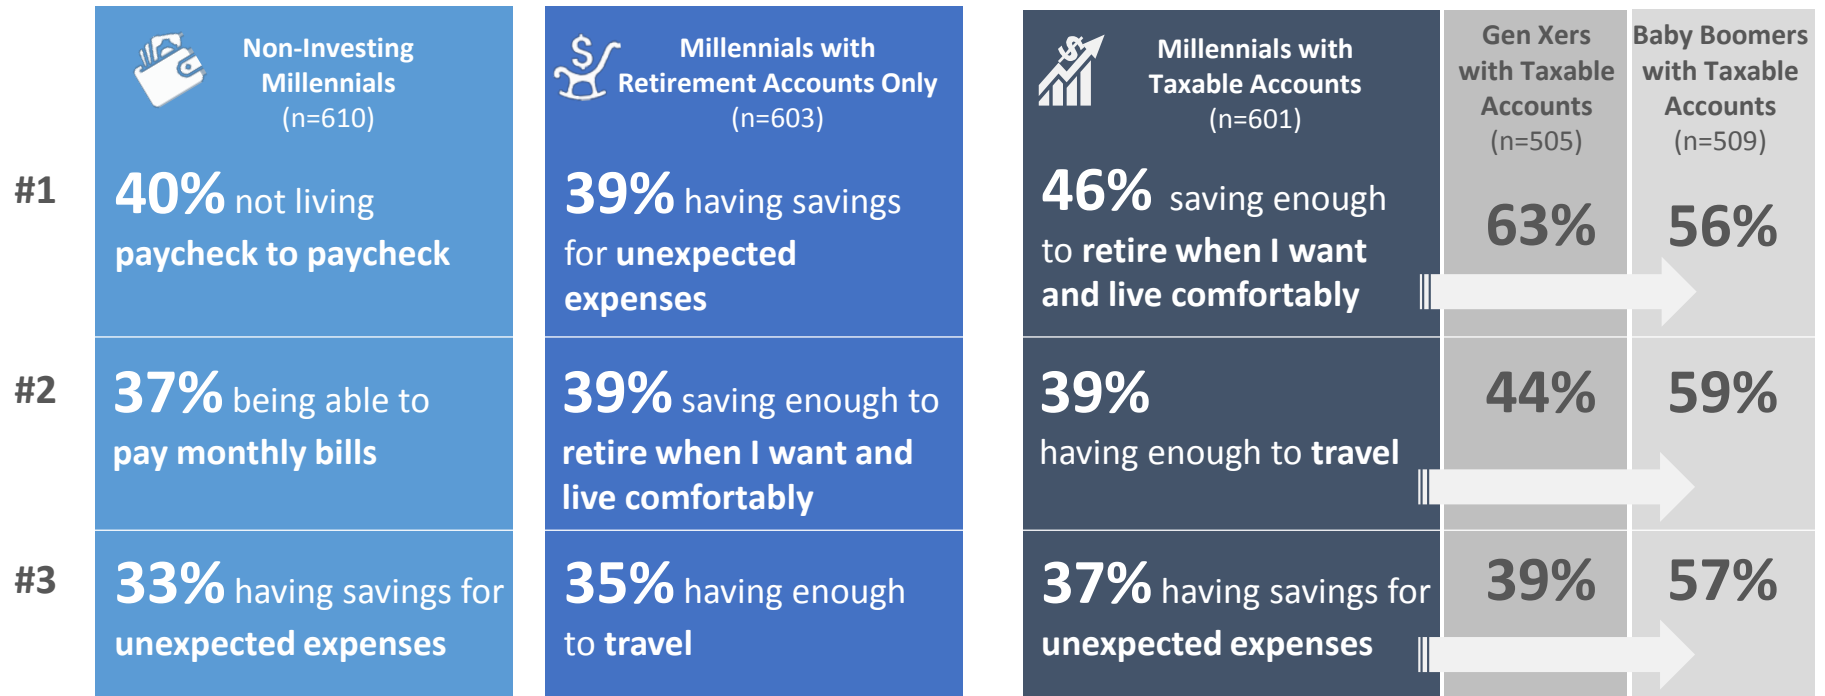 Non-Investing
Millennials
(n=610)
Millennials with
Retirement Accounts Only
(n=603)
Millennials with
Taxable Accounts
(n=601)
Gen Xers
with Taxable
Accounts
(n=505)
Baby Boomers
with Taxable
Accounts
(n=509)
#1
40% not living
paycheck to paycheck
39% having savings
for unexpected
expenses
46% saving enough
to retire when I want
and live comfortably
63%
56%
#2
37% being able to
pay monthly bills
39% saving enough to
retire when I want and
live comfortably
39%
having enough to travel
44%
59%
#3
33% having savings for
unexpected expenses
35% having enough
to travel
37% having savings for
unexpected expenses
39%
57%